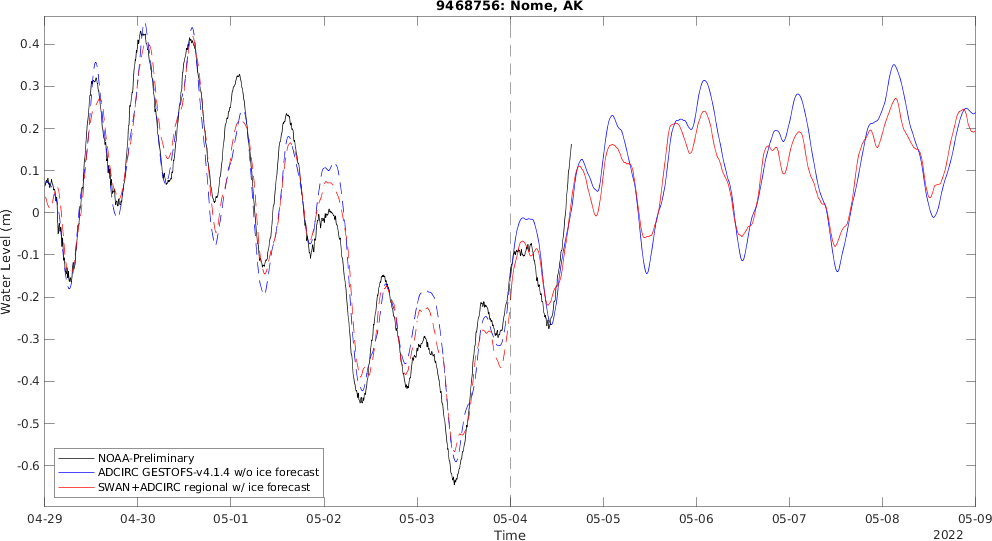 9468756: Nome, AK
Water Level (m)
0.4
0.3
0.2
0.1
0
-0.1
-0.2
-0.3
-0.4
-0.5
-0.6
NOAA-Preliminary
ADCIRC GESTOFS-v4.1.4 w/o ice forecast
SWAN+ADCIRC regional w/ ice forecast
04-29 04-30 05-01 05-02 05-03 05-04 05-05 05-06 05-07 05-08 05-09
Time
2022